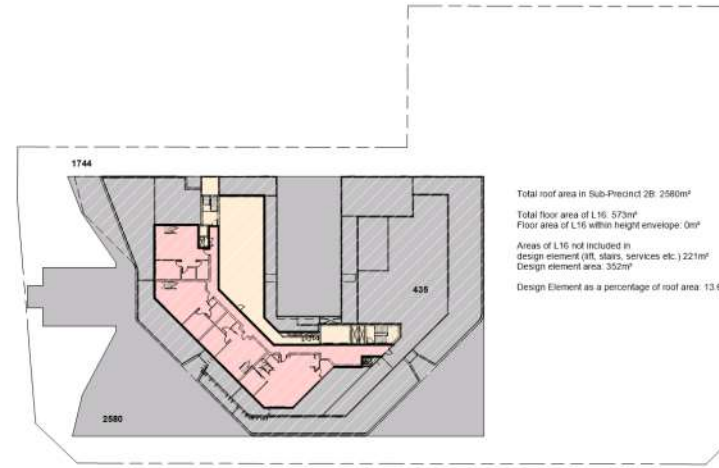 1744
Total roof area in Sub-Precinct 2B: 2580m²
Total floor area of L16: 573m²
Floor area of L16 within height envelope: 0m²
Areas of L16 not included in
design element (lift, stairs, services etc.) 221m²
Design element area: 352m²
435
Design Element as a percentage of roof area: 13.6
2580